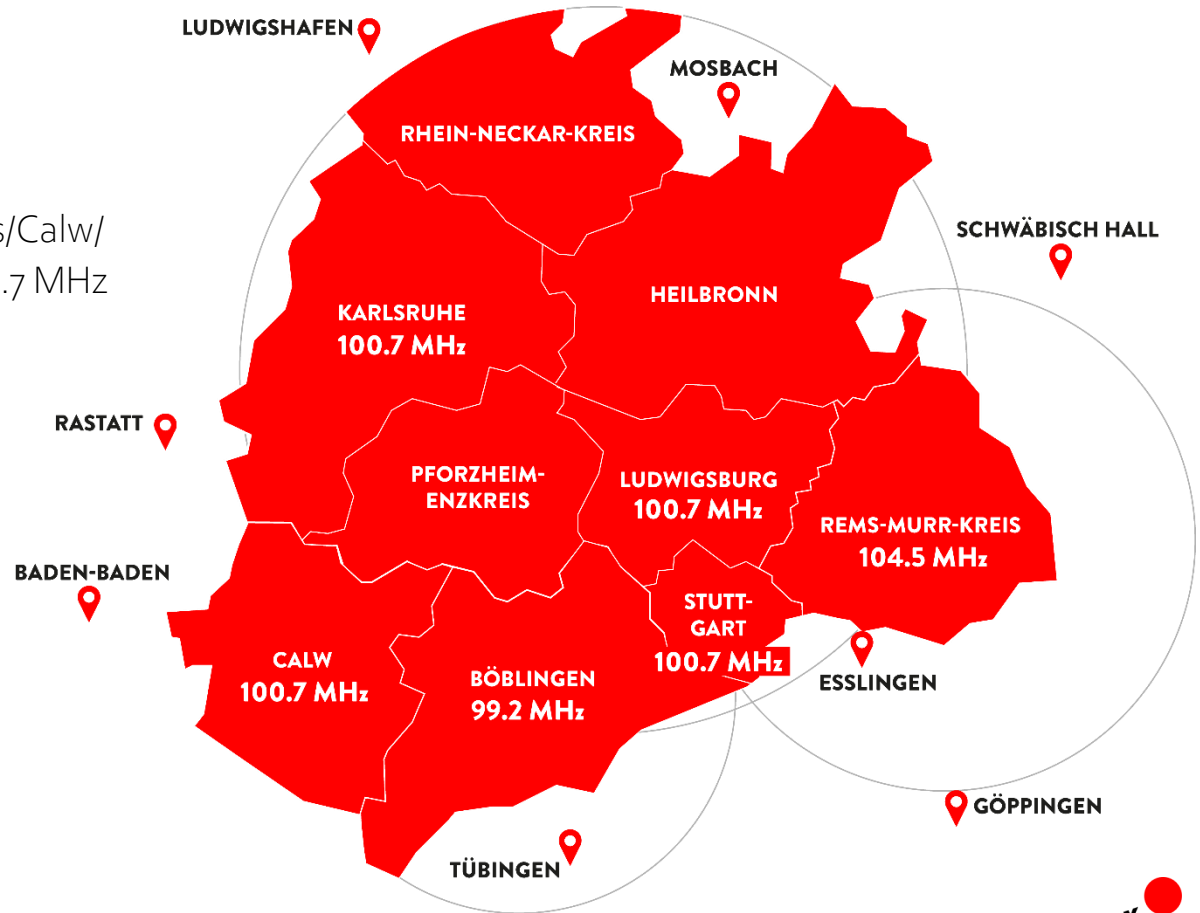 LUDWIGSHAFEN
MOSBACH
RHEIN-NECKAR-KREIS
s/Calw/
.7 MHz
SCHWÄBISCH HALL
HEILBRONN
KARLSRUHE
100.7 MHz
RASTATT
PFORZHEIM-
ENZKREIS
LUDWIGSBURG
100.7 MHz
REMS-MURR-KREIS
104.5 MHz
BADEN-BADEN
STUTT-
GART
100.7 MHz
CALW
100.7 MHz
BÖBLINGEN
99.2 MHz
ESSLINGEN
GÖPPINGEN
TÜBINGEN